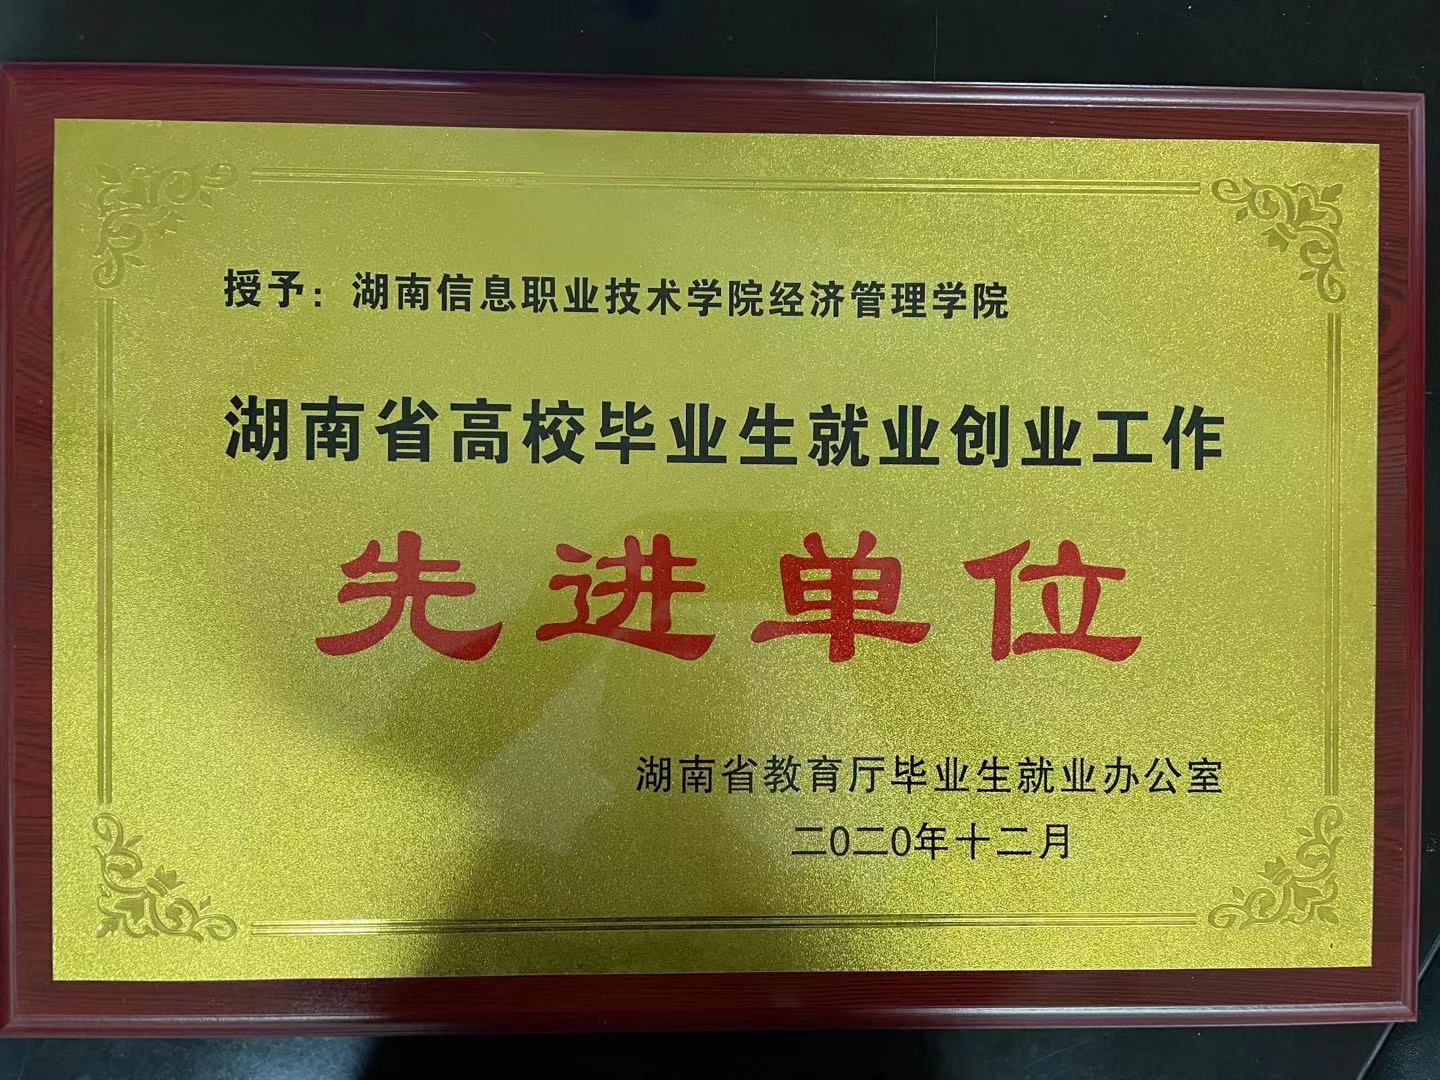 授予：湖南信息职业技术学院经济管理学院
湖南省高校毕业生就业创业工作
先进单位
湖南省教育厅毕业生就业办公室
二0二0年十二月